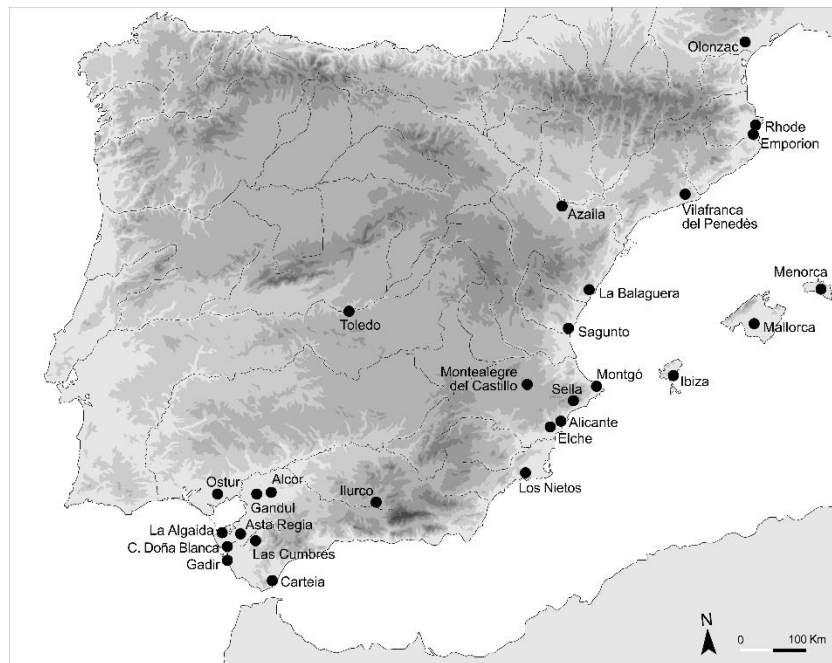 Olonzac
Rhode
Emporion
Azaila
Vilafranca
del Penedès
Menorca
La Balaguera
Toledo
Mallorca
Sagunto
Montealegre
del Castillo
Montgó
Ibiza
Sella
Alicante
Elche
Los Nietos
Ostur
Alcor
Gandul
Ilurco
La Algaida
Asta Regia
C. Doña Blanca
Las Cumbres
Gadir
Carteia
N
0 100 Km